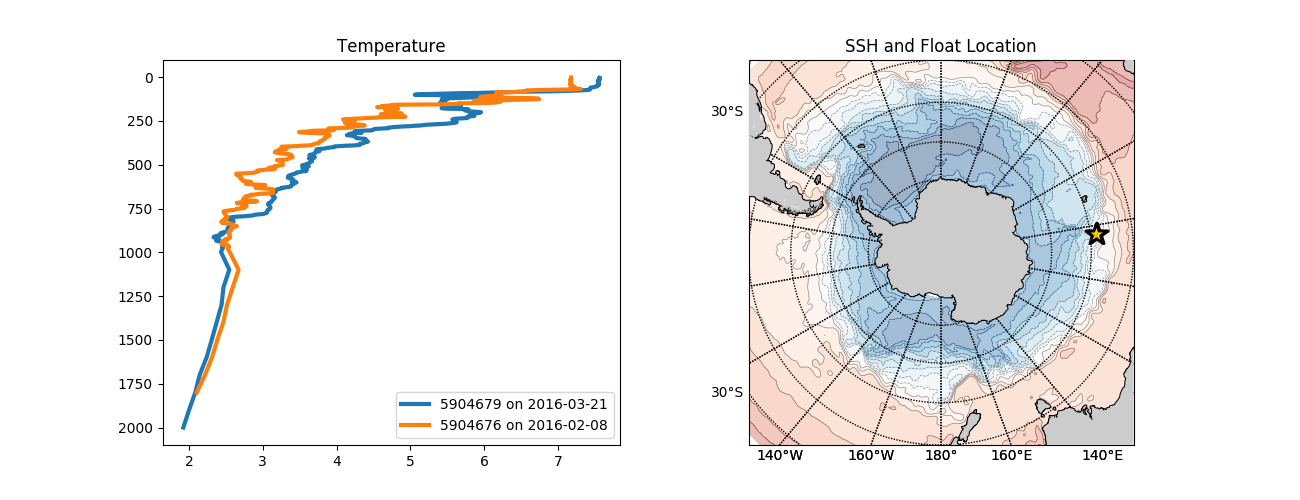 Temperature
0
250
500
750
1000
1250
1500
1750
2000
2
3
4
5
6
7
5904679 on 2016-03-21
5904676 on 2016-02-08
SSH and Float Location
30°S
30°S
140°W
160°W
180°
160°E
140°E